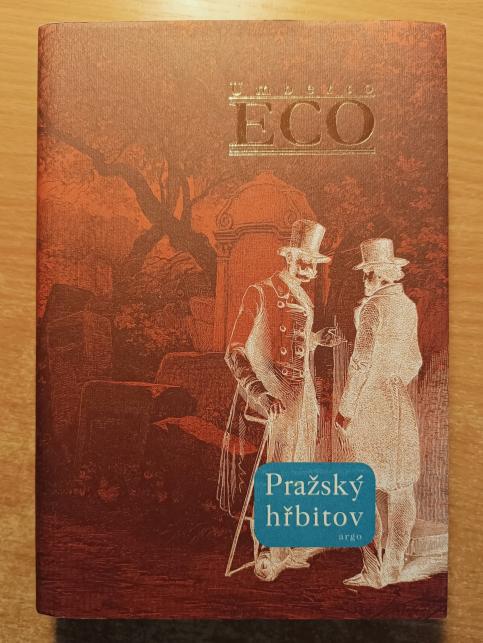 Umberto
ECO
Pražský
hřbitov
argo